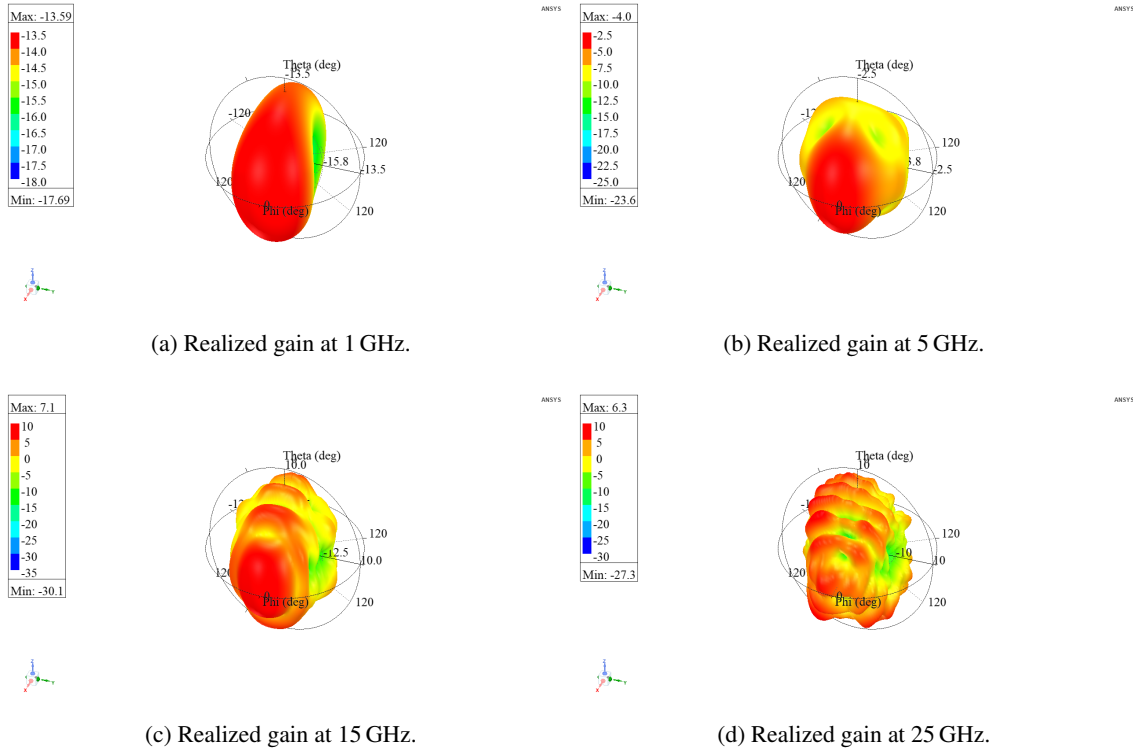 ANSYS
Max: -13.59
-13.5
-14.0
-14.5
-15.0
-15.5
-16.0
-16.5
-17.0
-17.5
-18.0
Min: -17.69
Theta (deg)
-13.5
-120
120
-15.8
-13.5
120
120
0
Phi (deg)
Z
X
Y
(a) Realized gain at 1 GHz.
ANSYS
Max: -4.0
-2.5
-5.0
-7.5
-10.0
-12.5
-15.0
-17.5
-20.0
-22.5
-25.0
Min: -23.6
Theta (deg)
-2.5
120
3.8
-2.5
120
120
0
Phi (deg)
Z
X
Y
(b) Realized gain at 5 GHz.
ANSYS
Max: 7.1
10
5
0
-5
-10
-15
-20
-25
-30
-35
Min: -30.1
Theta (deg)
10.0
120
-12.5
10.0
120
120
0
Phi (deg)
Z
X
Y
(c) Realized gain at 15 GHz.
ANSYS
Max: 6.3
10
5
0
-5
-10
-15
-20
-25
-30
Min: -27.3
Theta (deg)
10
120
-10
10
120
120
0
Phi (deg)
Z
X
Y
(d) Realized gain at 25 GHz.